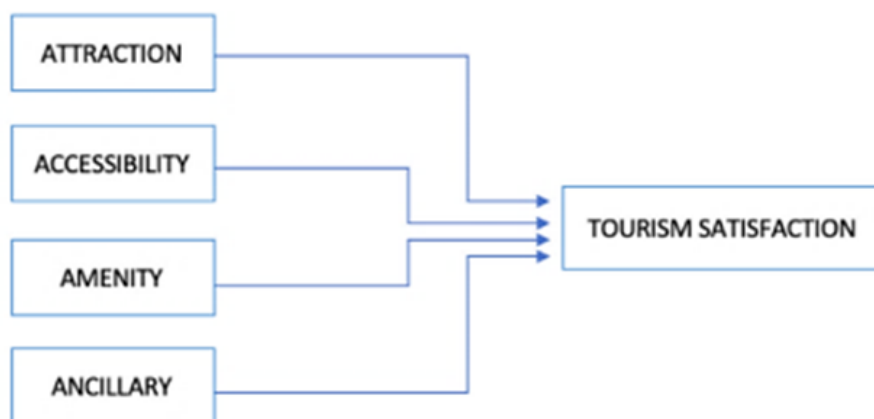 ATTRACTION
ACCESSIBILITY
AMENITY
ANCILLARY
TOURISM SATISFACTION